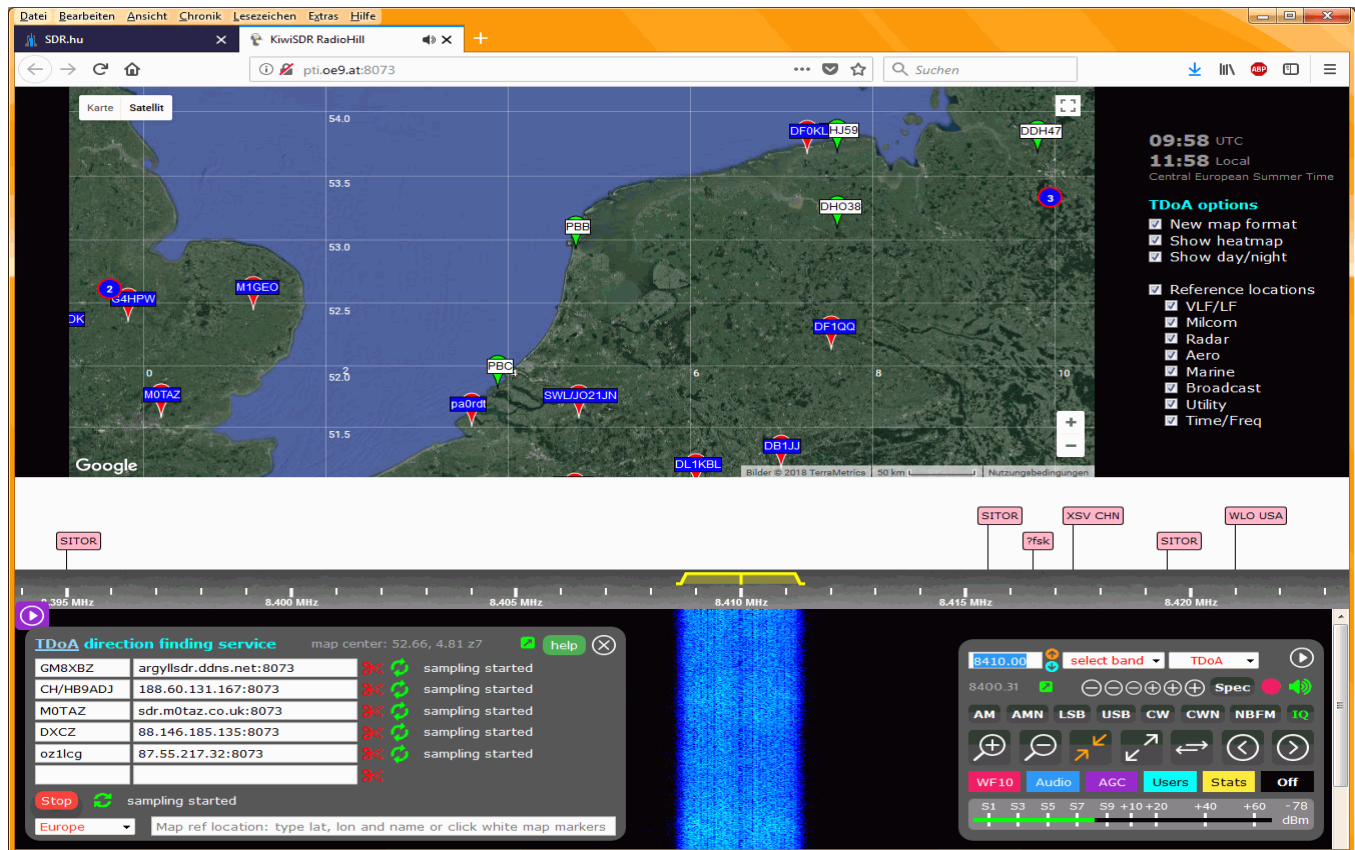 Datei Bearbeiten Ansicht Chronik Lesezeichen Extras Hilfe
SDR.hu
KiwiSDR RadioHill
pti.oe9.at:8073
Suchen
ABP
Karte Satellit
54.0
53.5
53.0
52.5
52.0
51.5
0
2
4
6
8
10
DF0KL
HJ59
DDH47
3
DHO38
PBB
2
G4HPW
M1GEO
DK
DF1QQ
PBC
M0TAZ
pa0rdt
SWL/JO21JN
DB1JJ
DL1KBL
Google
Bilder © 2018 TerraMetrics
50 km
Nutzungsbedingungen
09:58 UTC
11:58 Local
Central European Summer Time
TDoA options
New map format
Show heatmap
Show day/night
Reference locations
VLF/LF
Milcom
Radar
Aero
Marine
Broadcast
Utility
Time/Freq
SITOR
SITOR
XSV CHN
WLO USA
?fsk
SITOR
8.395 MHz
8.400 MHz
8.405 MHz
8.410 MHz
8.415 MHz
8.420 MHz
TDoA direction finding service
map center: 52.66, 4.81 z7
help
GM8XBZ argyllsdr.ddns.net:8073 sampling started
CH/HB9ADJ 188.60.131.167:8073 sampling started
M0TAZ sdr.m0taz.co.uk:8073 sampling started
DXCZ 88.146.185.135:8073 sampling started
oz1lcg 87.55.217.32:8073 sampling started
Stop sampling started
Europe Map ref location: type lat, lon and name or click white map markers
8410.00 select band TDoA
8400.31 Spec
AM AMN LSB USB CW CWN NBFM IQ
WF10 Audio AGC Users Stats Off
S1 S3 S5 S7 S9 +10 +20 +40 +60 -78 dBm